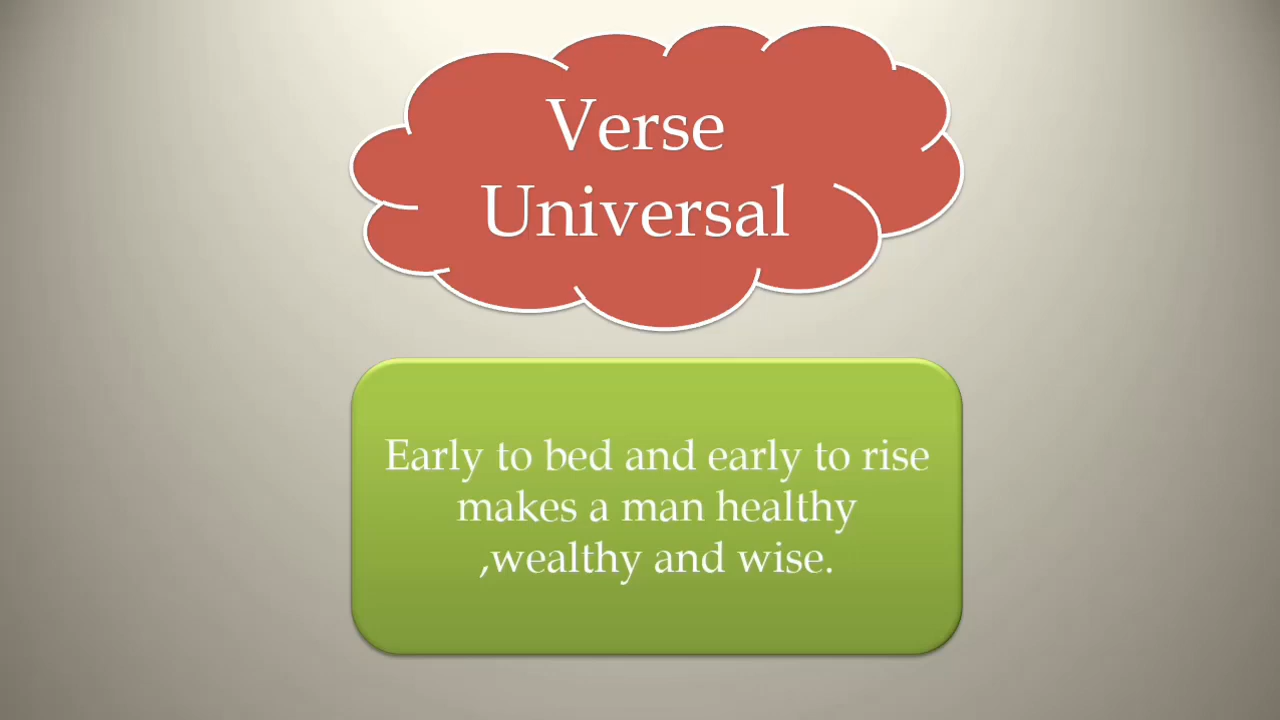 Verse
Universal
Early to bed and early to rise
makes a man healthy
,wealthy and wise.